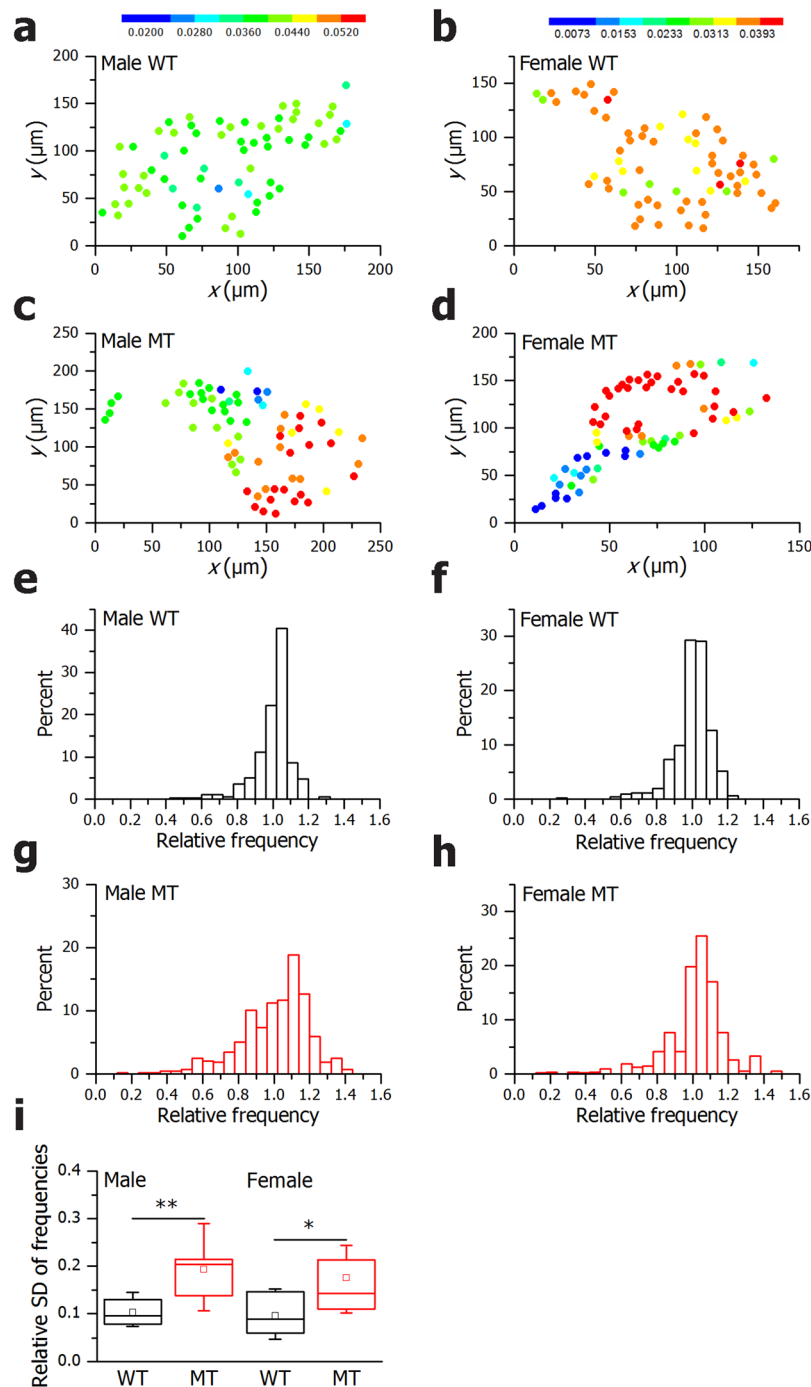 a
0.0200 0.0280 0.0360 0.0440 0.0520
Male WT
y (µm)
200
150
100
50
0
0 50 100 150 200
x (µm)
b
0.0073 0.0153 0.0233 0.0313 0.0393
Female WT
y (µm)
150
100
50
0
0 50 100 150
x (µm)
c
Male MT
y (µm)
250
200
150
100
50
0
0 50 100 150 200 250
x (µm)
d
Female MT
y (µm)
200
150
100
50
0
0 50 100 150
x (µm)
e
Male WT
Percent
40
30
20
10
0
0.0 0.2 0.4 0.6 0.8 1.0 1.2 1.4 1.6
Relative frequency
f
Female WT
Percent
30
20
10
0
0.0 0.2 0.4 0.6 0.8 1.0 1.2 1.4 1.6
Relative frequency
g
Male MT
Percent
30
20
10
0
0.0 0.2 0.4 0.6 0.8 1.0 1.2 1.4 1.6
Relative frequency
h
Female MT
Percent
30
20
10
0
0.0 0.2 0.4 0.6 0.8 1.0 1.2 1.4 1.6
Relative frequency
i
Relative SD of frequencies
0.4
0.3
0.2
0.1
0.0
Male Female
** *
WT MT WT MT